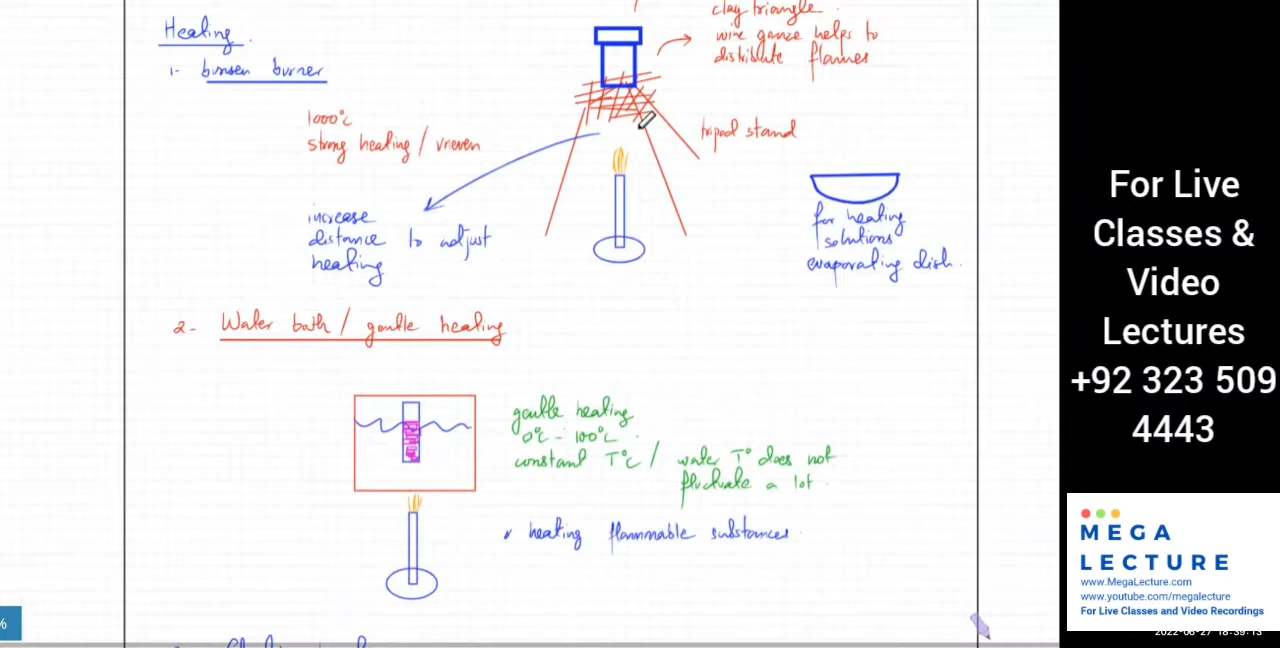 clay triangle.
wire gauze helps to
distribute flames
Heating.
1- bunsen burner
1000°C
strong heating / uneven
tripod stand
increase
distance to adjust
heating
for heating
solutions
evaporating dish.
2- Water bath / gentle heating
gentle heating
0°C - 100°C.
constant T°C / water T° does not
fluctuate a lot.
heating flammable substances.
%
For Live
Classes &
Video
Lectures
+92 323 509
4443
MEGA
LECTURE
www.MegaLecture.com
www.youtube.com/megalecture
For Live Classes and Video Recordings
2022-06-27 18:39:13